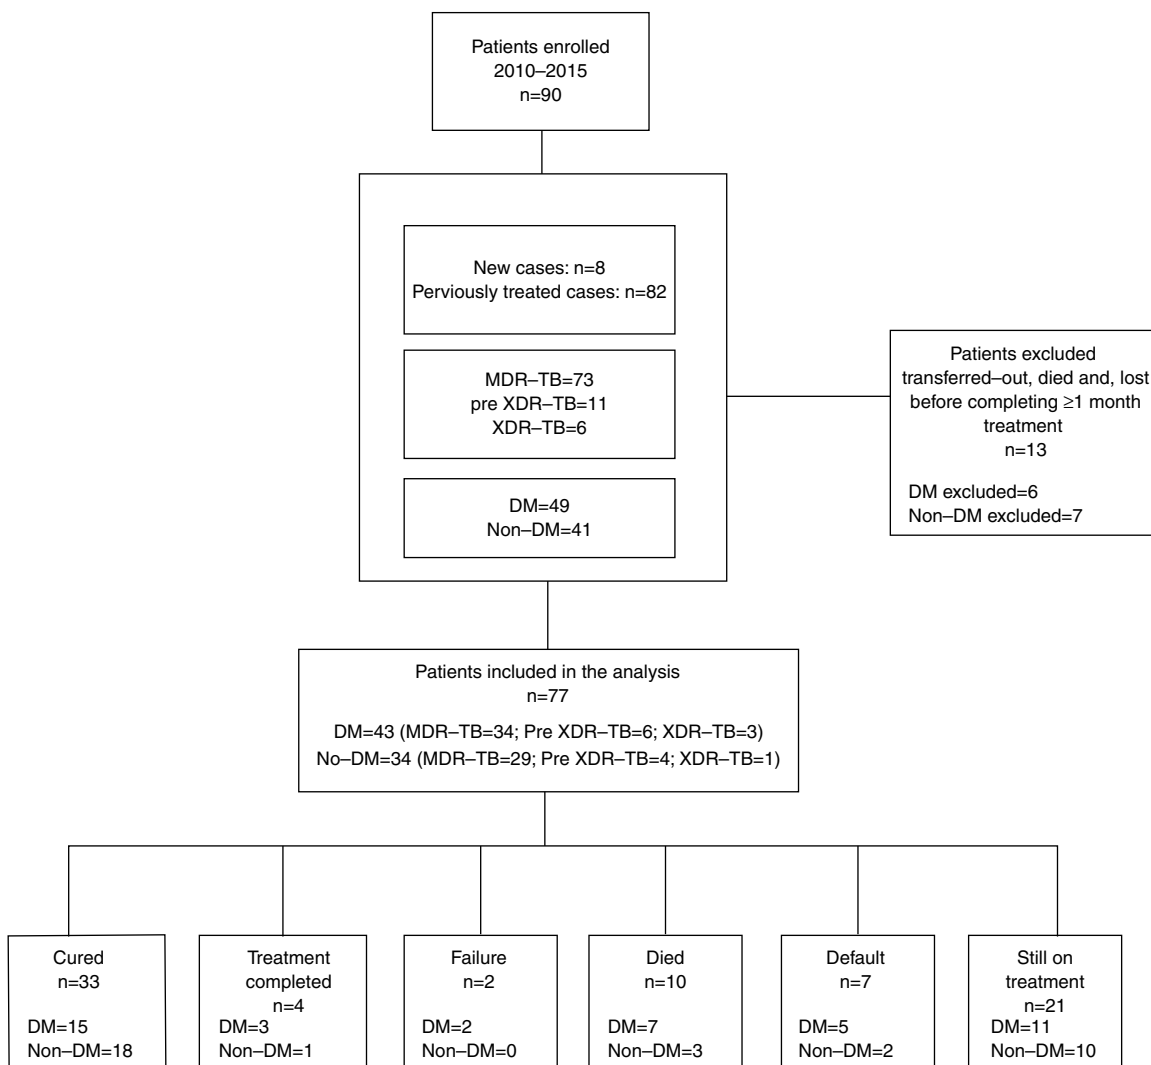 Patients enrolled
2010–2015
n=90
New cases: n=8
Perviously treated cases: n=82
MDR–TB=73
pre XDR–TB=11
XDR–TB=6
DM=49
Non–DM=41
Patients excluded
transferred–out, died and, lost
before completing ≥1 month
treatment
n=13
DM excluded=6
Non–DM excluded=7
Patients included in the analysis
n=77
DM=43 (MDR–TB=34; Pre XDR–TB=6; XDR–TB=3)
No–DM=34 (MDR–TB=29; Pre XDR–TB=4; XDR–TB=1)
Cured
n=33
DM=15
Non–DM=18
Treatment
completed
n=4
DM=3
Non–DM=1
Failure
n=2
DM=2
Non–DM=0
Died
n=10
DM=7
Non–DM=3
Default
n=7
DM=5
Non–DM=2
Still on
treatment
n=21
DM=11
Non–DM=10